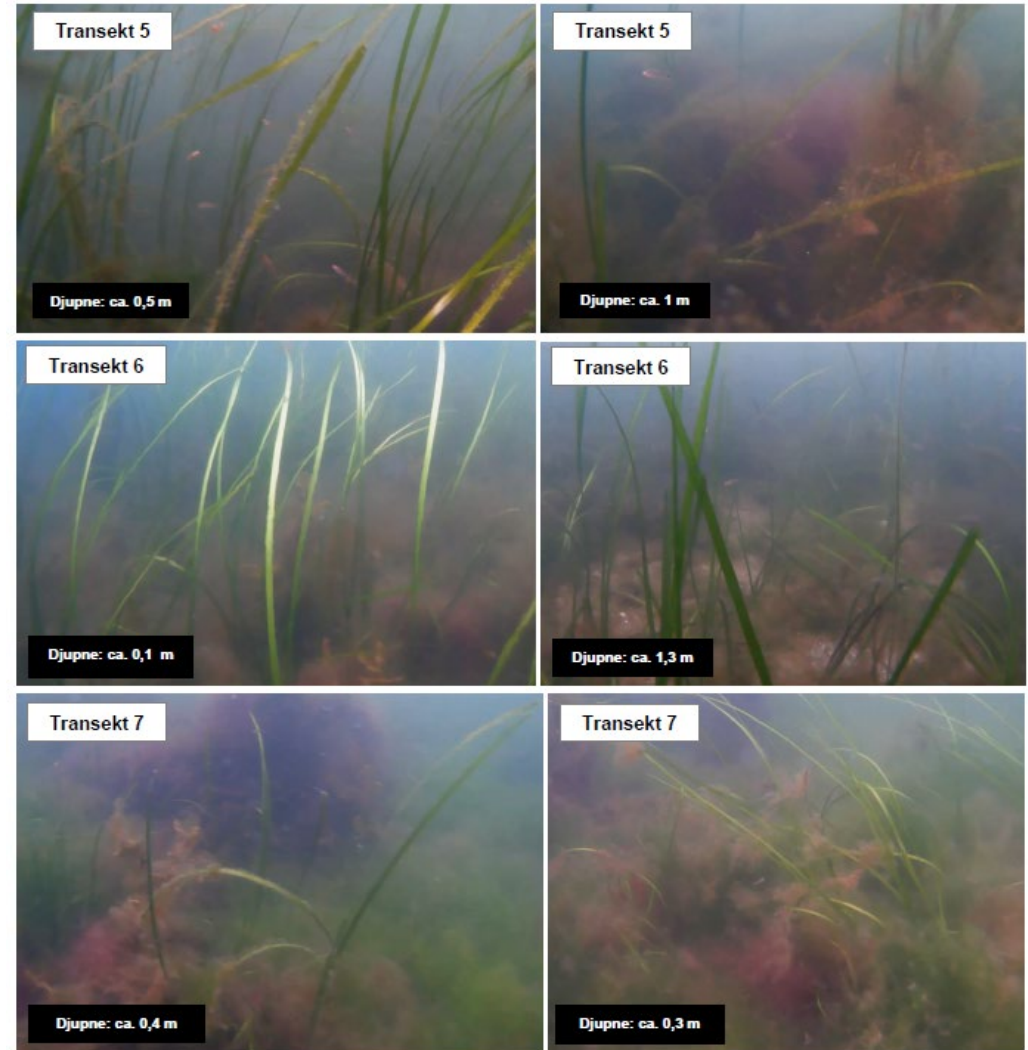 Transekt 5
Transekt 5
Djupne: ca. 0,5 m
Djupne: ca. 1 m
Transekt 6
Transekt 6
Djupne: ca. 0,1 m
Djupne: ca. 1,3 m
Transekt 7
Transekt 7
Djupne: ca. 0,4 m
Djupne: ca. 0,3 m